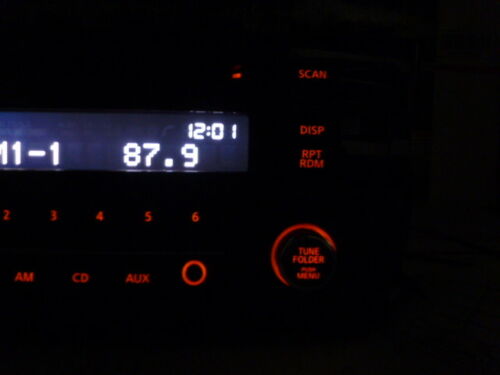 SCAN
12:01
DISP
M1-1 87.9
RPT
RDM
2 3 4 5 6
TUNE
FOLDER
PUSH
MENU
AM CD AUX